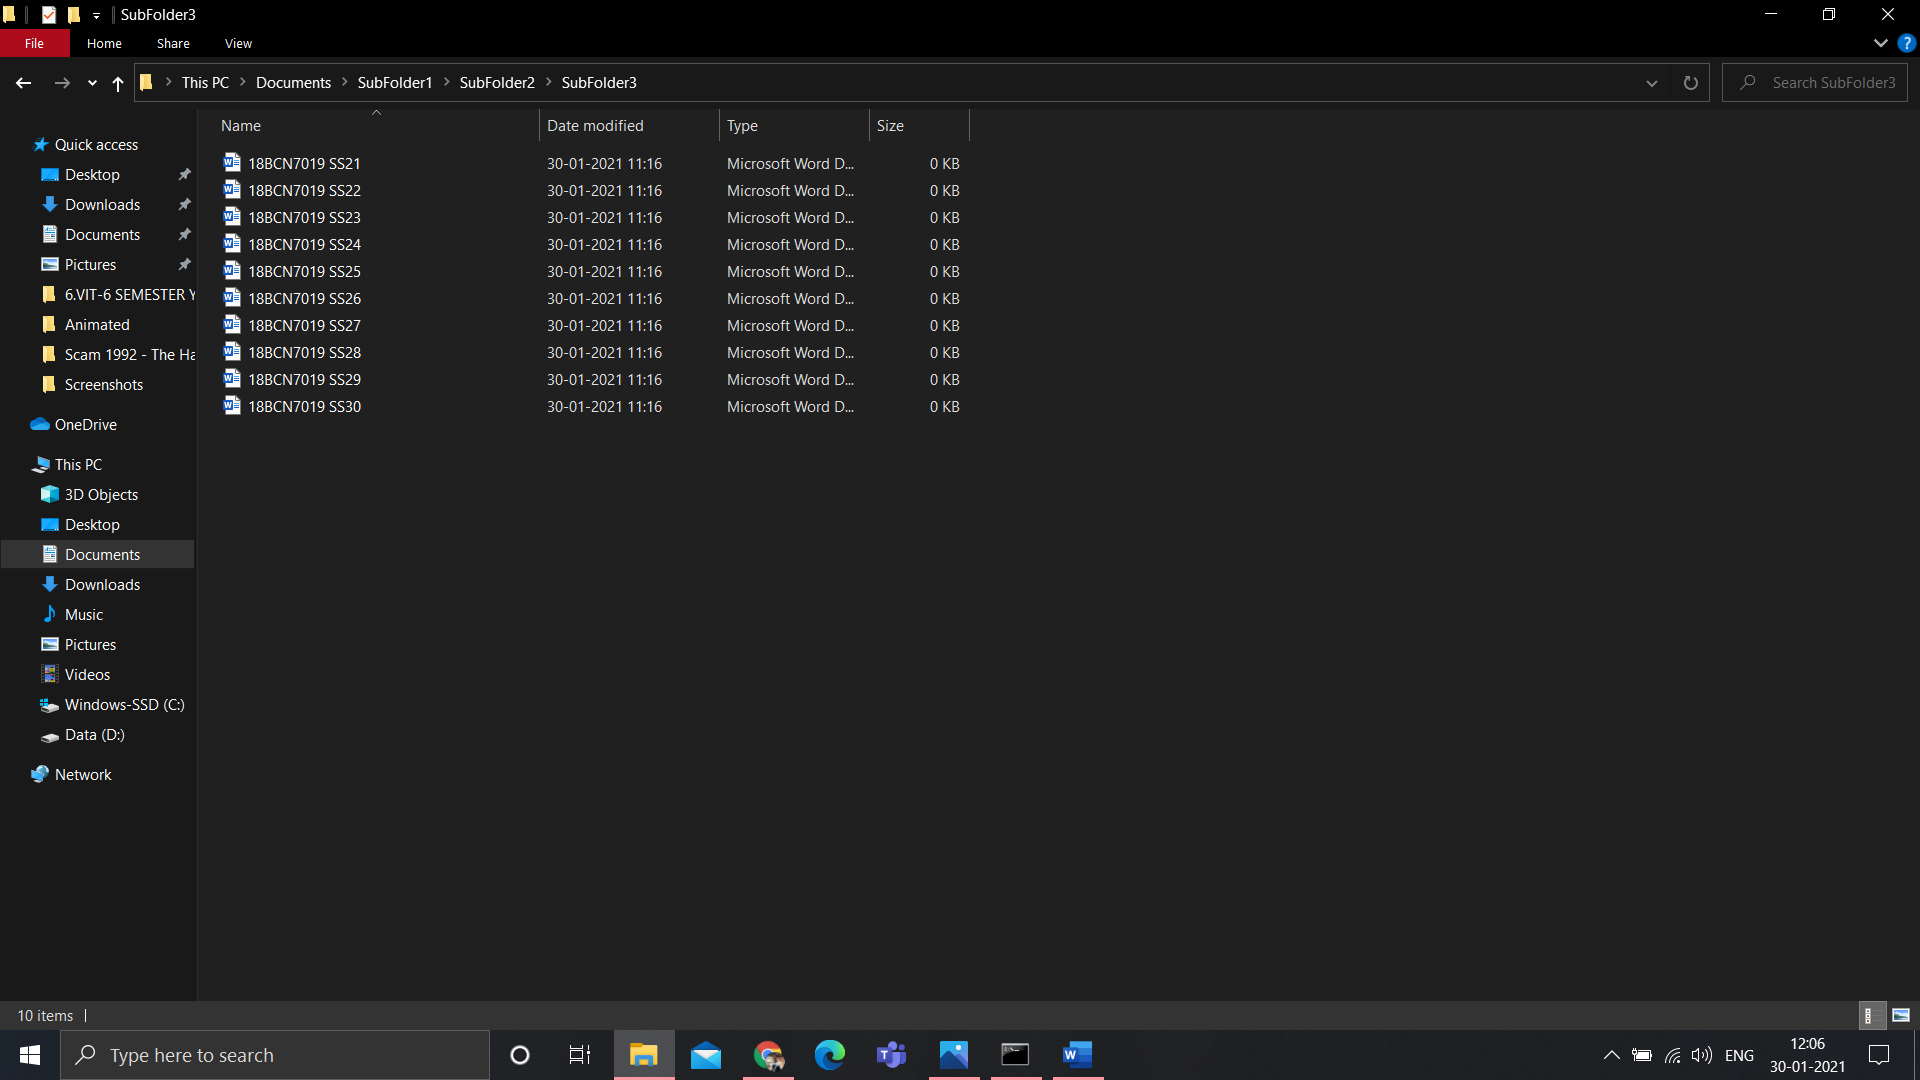 SubFolder3
File Home Share View
This PC Documents SubFolder1 SubFolder2 SubFolder3 Search SubFolder3
Name Date modified Type Size
Quick access
Desktop
Downloads
Documents
Pictures
6.VIT-6 SEMESTER Y
Animated
Scam 1992 - The Ha
Screenshots
OneDrive
This PC
3D Objects
Desktop
Documents
Downloads
Music
Pictures
Videos
Windows-SSD (C:)
Data (D:)
Network
18BCN7019 SS21 30-01-2021 11:16 Microsoft Word D... 0 KB
18BCN7019 SS22 30-01-2021 11:16 Microsoft Word D... 0 KB
18BCN7019 SS23 30-01-2021 11:16 Microsoft Word D... 0 KB
18BCN7019 SS24 30-01-2021 11:16 Microsoft Word D... 0 KB
18BCN7019 SS25 30-01-2021 11:16 Microsoft Word D... 0 KB
18BCN7019 SS26 30-01-2021 11:16 Microsoft Word D... 0 KB
18BCN7019 SS27 30-01-2021 11:16 Microsoft Word D... 0 KB
18BCN7019 SS28 30-01-2021 11:16 Microsoft Word D... 0 KB
18BCN7019 SS29 30-01-2021 11:16 Microsoft Word D... 0 KB
18BCN7019 SS30 30-01-2021 11:16 Microsoft Word D... 0 KB
10 items
Type here to search
ENG
12:06
30-01-2021